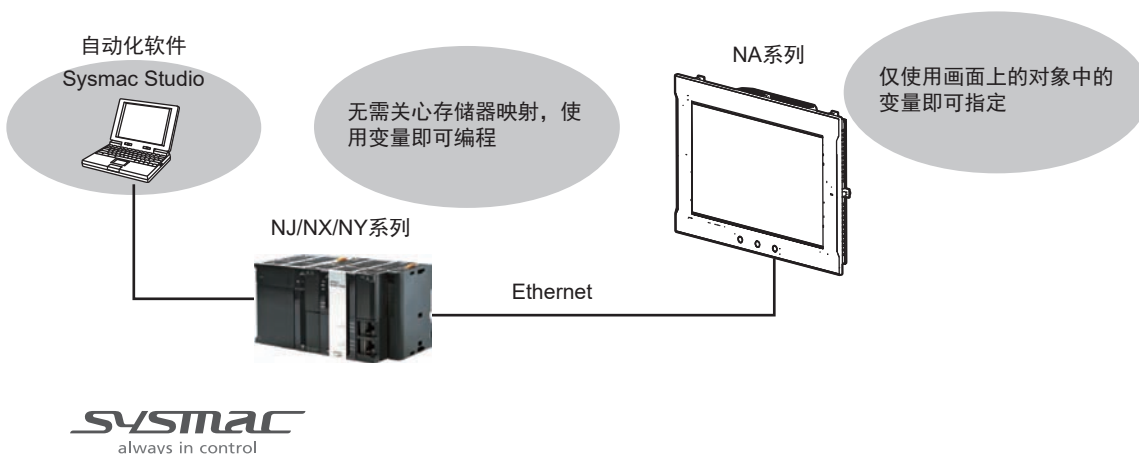 自动化软件
Sysmac Studio
无需关心存储器映射，使
用变量即可编程
NA系列
仅使用画面上的对象中的
变量即可指定
NJ/NX/NY系列
Ethernet
sysmac
always in control